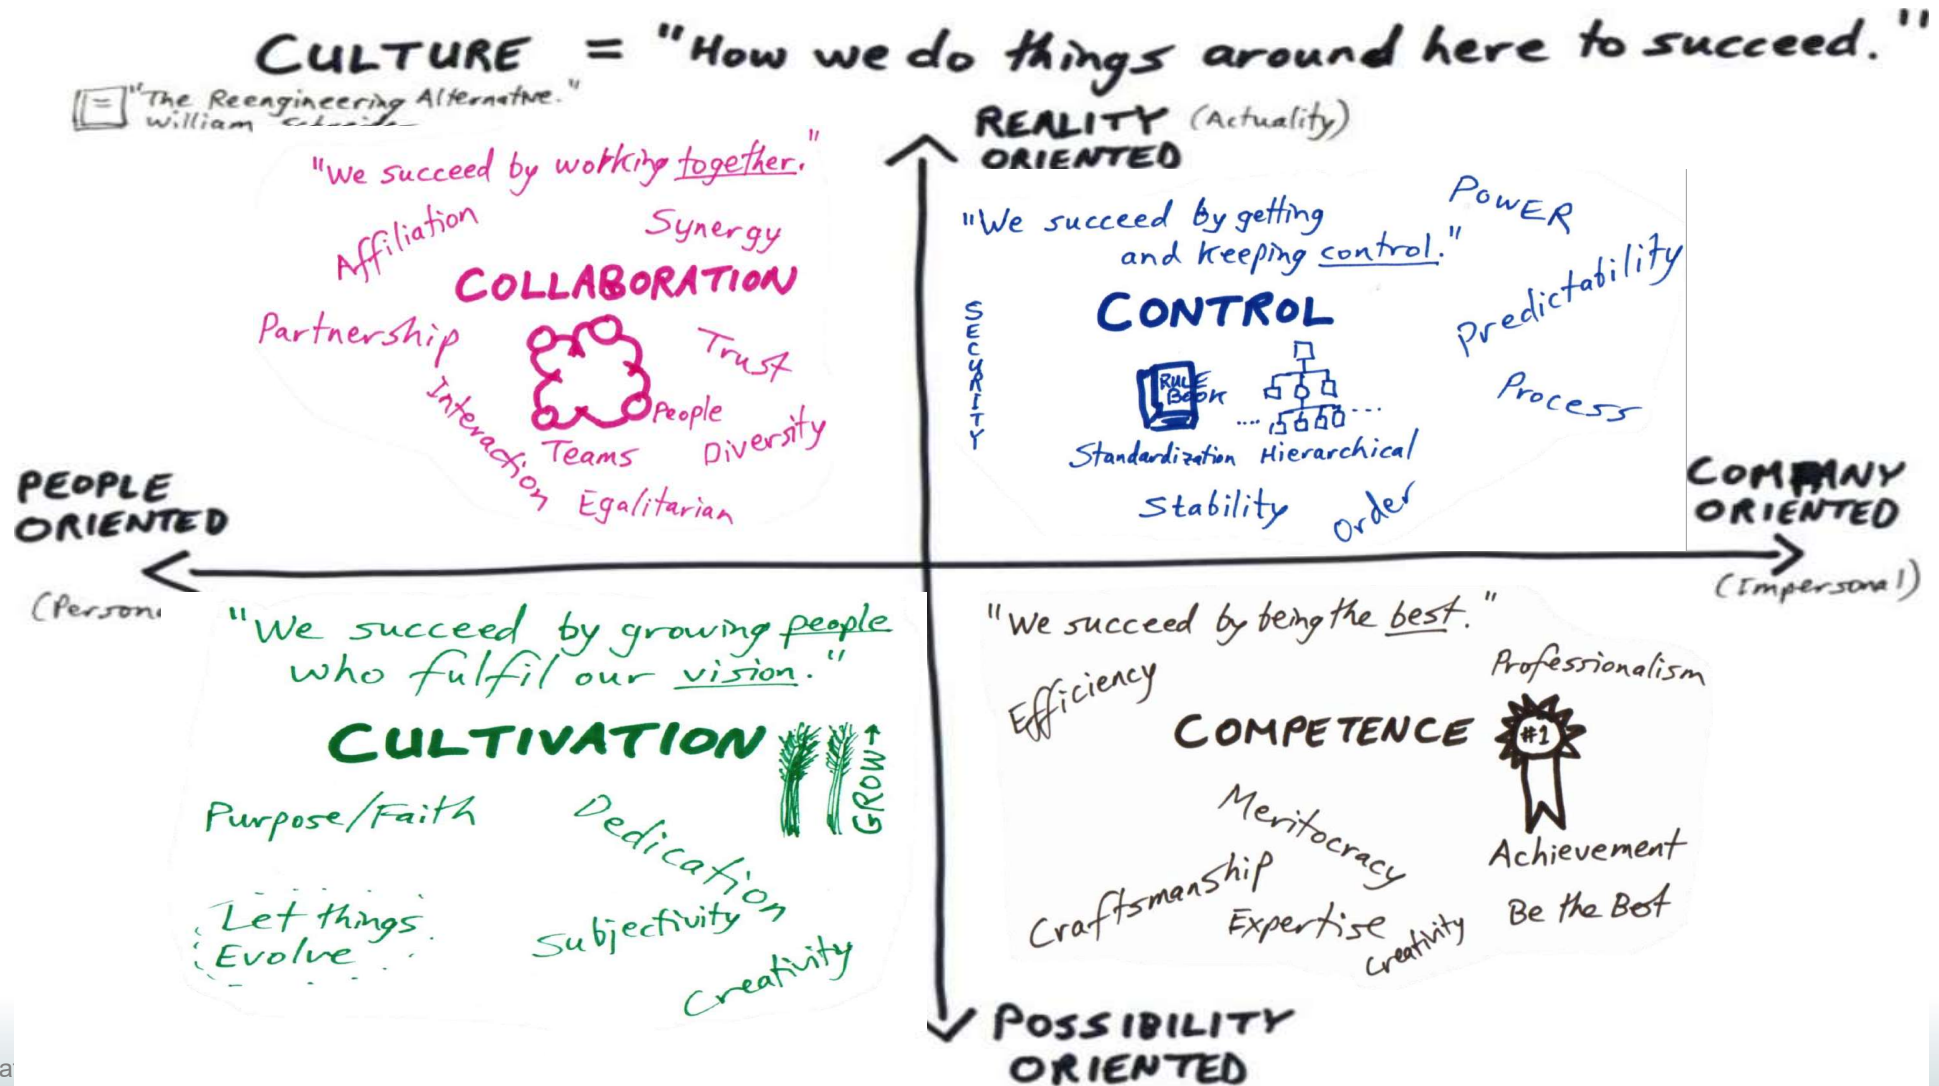 CULTURE = "How we do things around here to succeed."
"The Reengineering Alternative."
William
REALITY (Actuality)
ORIENTED
"We succeed by working together."
Affiliation
Synergy
COLLABORATION
Partnership
Trust
Interaction
People
Teams
Diversity
Egalitarian
"We succeed by getting
and keeping control."
POWER
Predictability
SECURITY
CONTROL
RULE
BOOK
Process
Standardization Hierarchical
Stability
Order
PEOPLE
ORIENTED
COMPANY
ORIENTED
(Impersonal)
"We succeed by growing people
who fulfil our vision."
CULTIVATION
GROW
Purpose/Faith
Dedication
Let things
Evolve
Subjectivity
Creativity
"We succeed by being the best."
Efficiency
Professionalism
COMPETENCE
#1
Meritocracy
Achievement
Craftsmanship
Expertise
Be the Best
Creativity
POSSIBILITY
ORIENTED